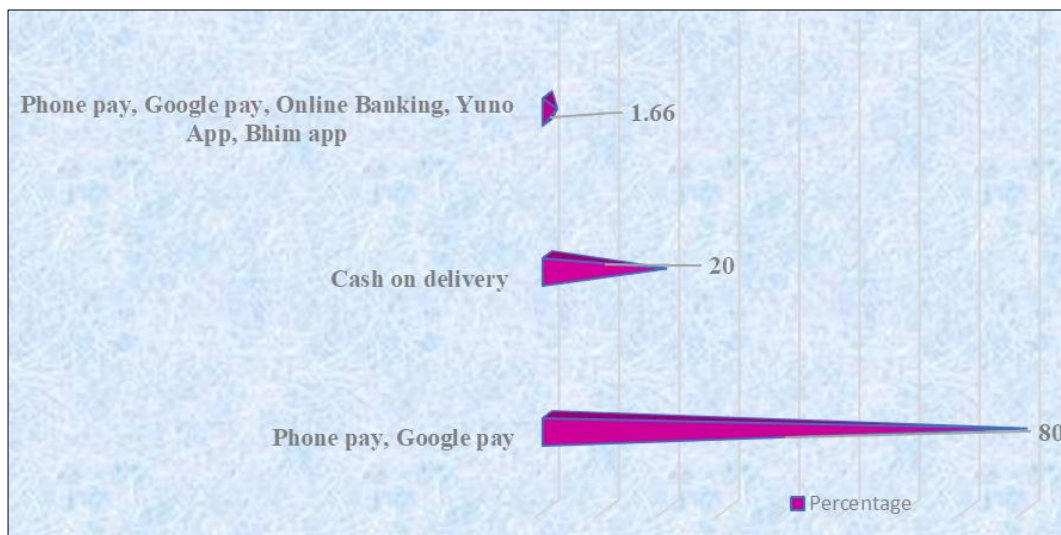 Phone pay, Google pay, Online Banking, Yuno
App, Bhim app
1.66
Cash on delivery
20
Phone pay, Google pay
80
Percentage